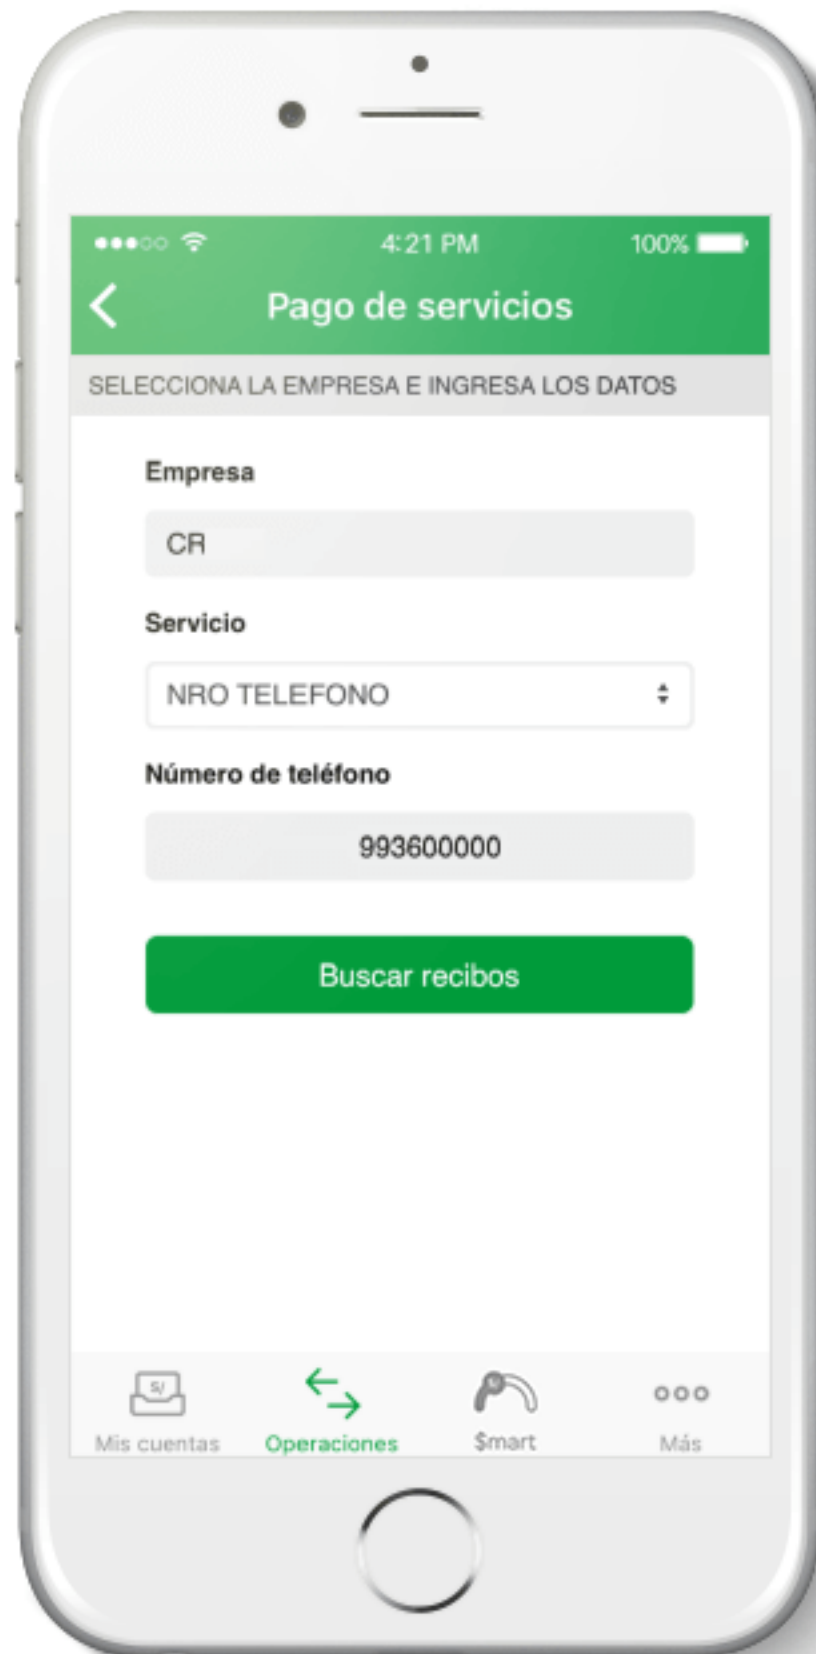 4:21 PM 100%
Pago de servicios
SELECCIONA LA EMPRESA E INGRESA LOS DATOS
Empresa
CR
Servicio
NRO TELEFONO
Número de teléfono
993600000
Buscar recibos
S/
Mis cuentas Operaciones $mart Más